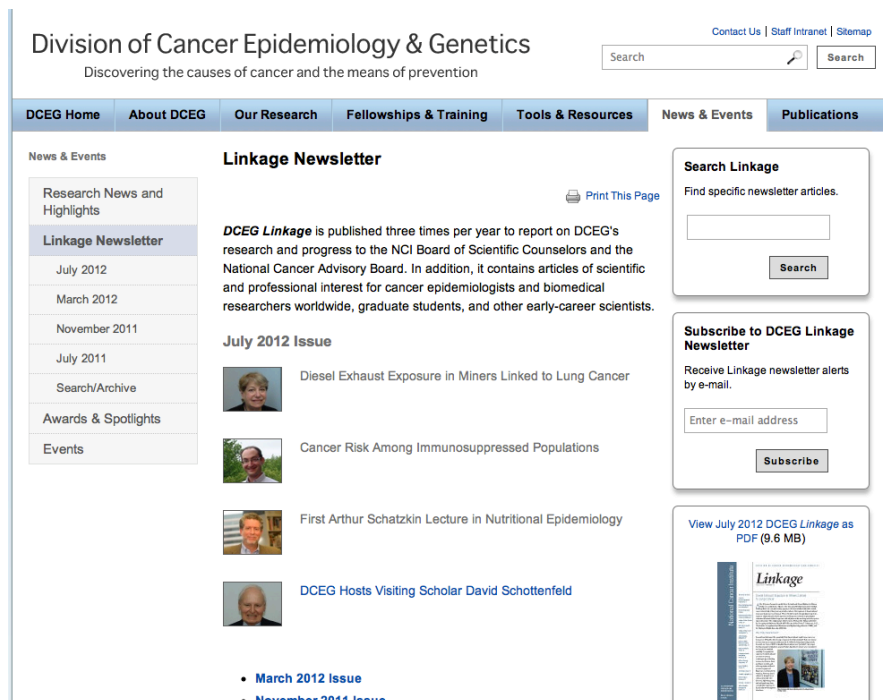 Division of Cancer Epidemiology & Genetics
Discovering the causes of cancer and the means of prevention
Contact Us | Staff Intranet | Sitemap
Search
Search
DCEG Home
About DCEG
Our Research
Fellowships & Training
Tools & Resources
News & Events
Publications
News & Events
Research News and
Highlights
Linkage Newsletter
July 2012
March 2012
November 2011
July 2011
Search/Archive
Awards & Spotlights
Events
Linkage Newsletter
Print This Page
DCEG Linkage is published three times per year to report on DCEG's
research and progress to the NCI Board of Scientific Counselors and the
National Cancer Advisory Board. In addition, it contains articles of scientific
and professional interest for cancer epidemiologists and biomedical
researchers worldwide, graduate students, and other early-career scientists.
July 2012 Issue
Diesel Exhaust Exposure in Miners Linked to Lung Cancer
Cancer Risk Among Immunosuppressed Populations
First Arthur Schatzkin Lecture in Nutritional Epidemiology
DCEG Hosts Visiting Scholar David Schottenfeld
• March 2012 Issue
• November 2011 Issue
Search Linkage
Find specific newsletter articles.
Search
Subscribe to DCEG Linkage
Newsletter
Receive Linkage newsletter alerts
by e-mail.
Enter e-mail address
Subscribe
View July 2012 DCEG Linkage as
PDF (9.6 MB)
Linkage
National Cancer Institute